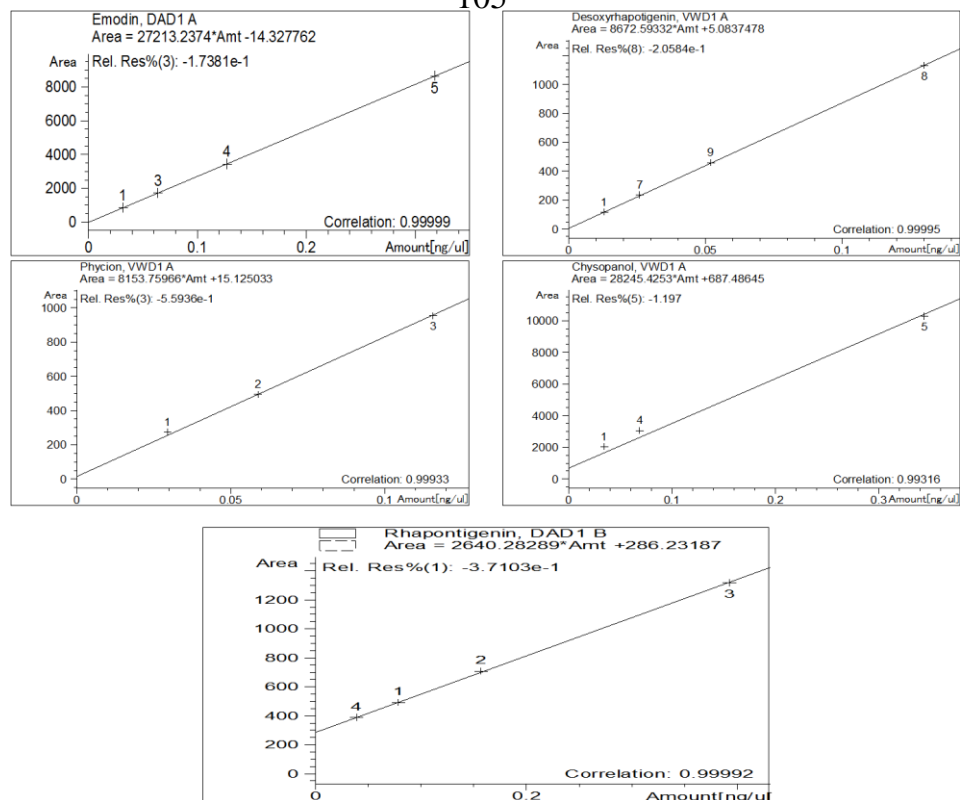 105
Emodin, DAD1 A
Area = 27213.2374*Amt -14.327762
Area
Rel. Res%(3): -1.7381e-1
8000
6000
4000
2000
0
1
3
4
5
Correlation: 0.99999
0
0.1
0.2
Amount[ng/ul]
Desoxyrhapotigenin, VWD1 A
Area = 8672.59332*Amt +5.0837478
Area
Rel. Res%(8): -2.0584e-1
1000
800
600
400
200
0
1
7
9
8
Correlation: 0.99995
0
0.05
0.1
Amount[ng/ul]
Phycion, VWD1 A
Area = 8153.75966*Amt +15.125033
Area
Rel. Res%(3): -5.5936e-1
1000
800
600
400
200
0
1
2
3
Correlation: 0.99933
0
0.05
0.1
Amount[ng/ul]
Chysopanol, VWD1 A
Area = 28245.4253*Amt +687.48645
Area
Rel. Res%(5): -1.197
10000
8000
6000
4000
2000
0
1
4
5
Correlation: 0.99316
0
0.1
0.2
0.3
Amount[ng/ul]
Rhapontigenin, DAD1 B
Area = 2640.28289*Amt +286.23187
Area
Rel. Res%(1): -3.7103e-1
1200
1000
800
600
400
200
0
4
1
2
3
Correlation: 0.99992
0
0.2
Amount[ng/ul